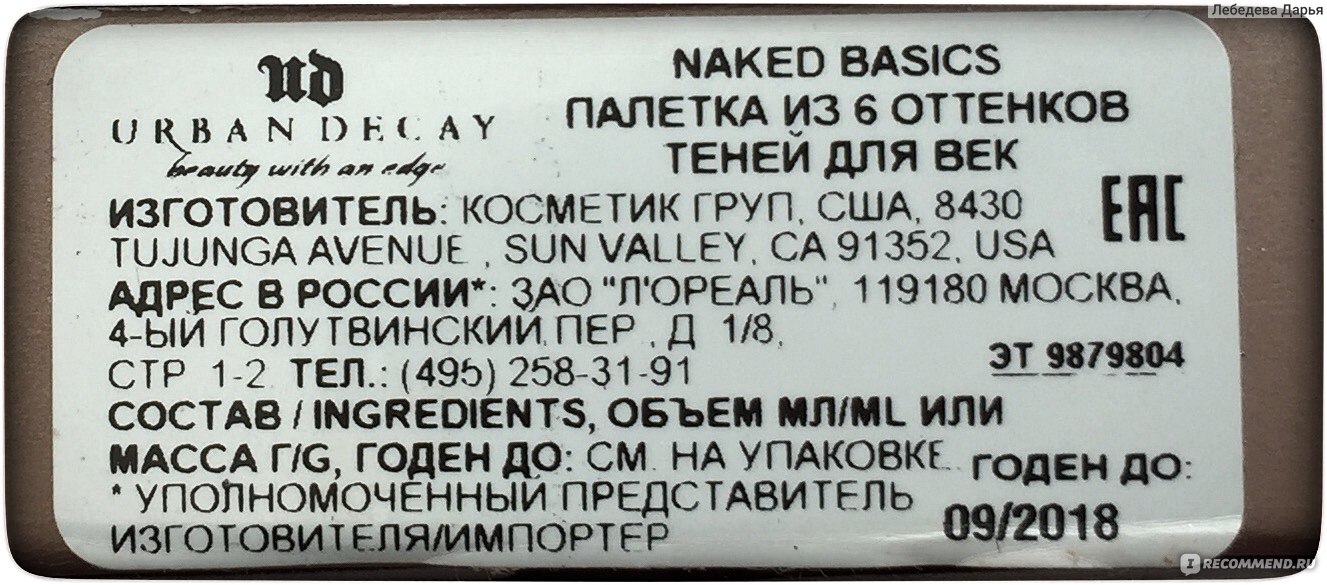 Лебедева Дарья
ud
URBAN DECAY
beauty with an edge
NAKED BASICS
ПАЛЕТКА ИЗ 6 ОТТЕНКОВ
ТЕНЕЙ ДЛЯ ВЕК
ИЗГОТОВИТЕЛЬ: КОСМЕТИК ГРУП, США, 8430
TUJUNGA AVENUE , SUN VALLEY, CA 91352, USA
EAC
АДРЕС В РОССИИ*: ЗАО "Л'ОРЕАЛЬ", 119180 МОСКВА,
4-ЫЙ ГОЛУТВИНСКИЙ ПЕР , Д 1/8,
СТР 1-2 ТЕЛ.: (495) 258-31-91
ЭТ 9879804
СОСТАВ / INGREDIENTS, ОБЪЕМ МЛ/ML ИЛИ
МАССА Г/G, ГОДЕН ДО: СМ. НА УПАКОВКЕ
* УПОЛНОМОЧЕННЫЙ ПРЕДСТАВИТЕЛЬ
ИЗГОТОВИТЕЛЯ/ИМПОРТЕР
ГОДЕН ДО:
09/2018
I RECOMMEND.RU